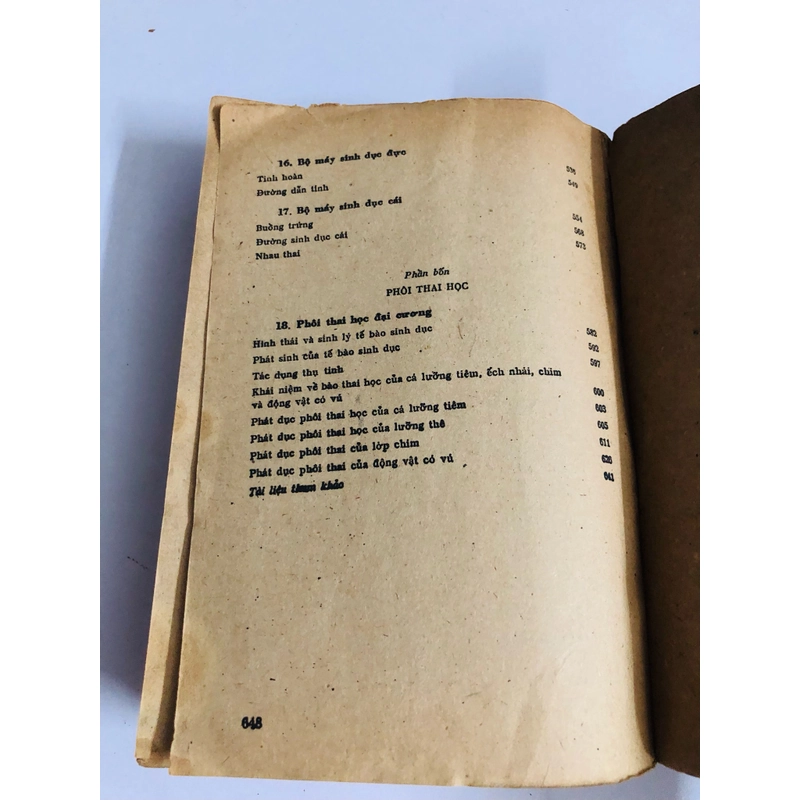 16. Bộ máy sinh dục đực
Tinh hoàn 536
Đường dẫn tinh 549
17. Bộ máy sinh dục cái
Buồng trứng 554
Đường sinh dục cái 568
Nhau thai 573
Phần bốn
PHÔI THAI HỌC
18. Phôi thai học đại cương
Hình thái và sinh lý tế bào sinh dục 582
Phát sinh của tế bào sinh dục 592
Tác dụng thụ tinh 597
Khái niệm về bào thai học của cá lưỡng tiêm, ếch nhái, chim
và động vật có vú 600
Phát dục phôi thai học của cá lưỡng tiêm 603
Phát dục phôi thai học của lưỡng thê 605
Phát dục phôi thai của lớp chim 611
Phát dục phôi thai của động vật có vú 626
Tài liệu tham khảo 641
648